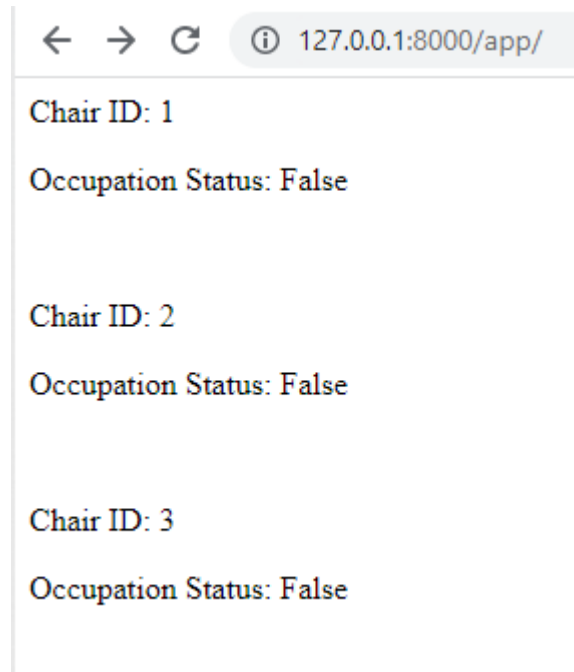 127.0.0.1:8000/app/
Chair ID: 1
Occupation Status: False
Chair ID: 2
Occupation Status: False
Chair ID: 3
Occupation Status: False